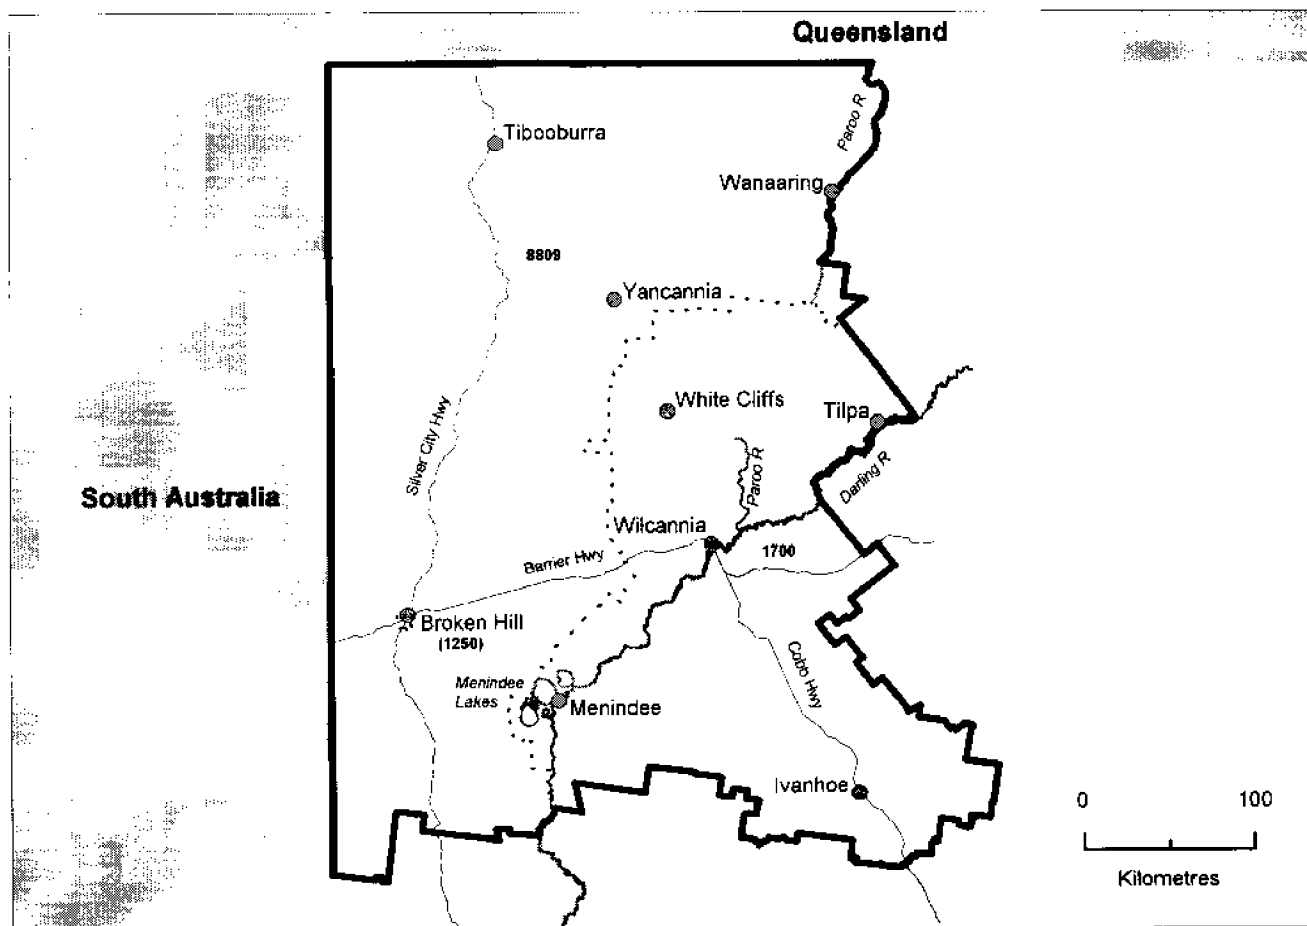 Queensland
Paroo R
Tibooburra
Wanaaring
8809
Yancannia
White Cliffs
Tilpa
Silver City Hwy
Paroo R
Darling R
South Australia
Wilcannia
1700
Barrier Hwy
Broken Hill
(1250)
Cobb Hwy
Menindee
Lakes
Menindee
Ivanhoe
0 100
Kilometres